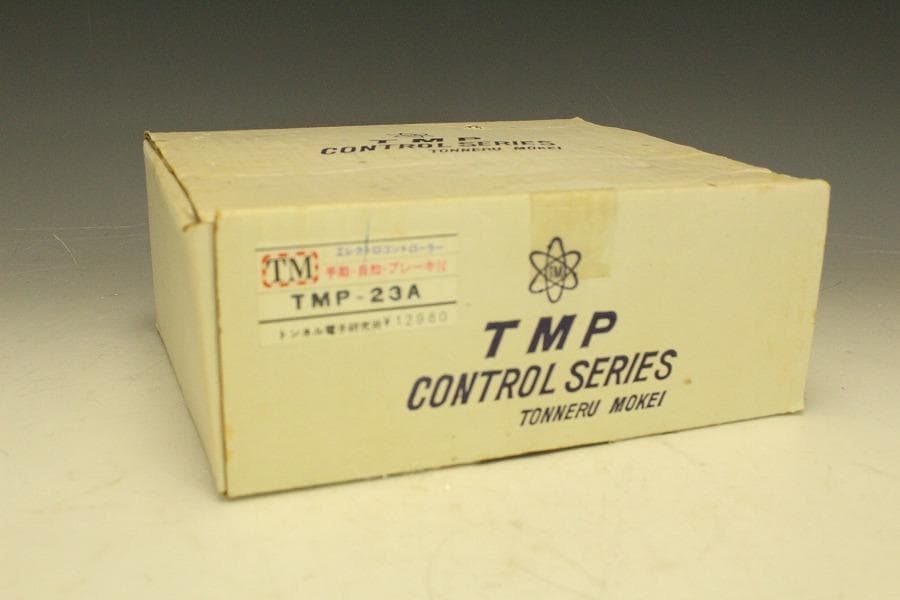 TMP
CONTROL SERIES
TONNERU MOKEI
エレクトロコントローラー
TM
手動・自動・ブレーキ付
TMP-23A
トンネル電子研究所 ¥12980
TM
TMP
CONTROL SERIES
TONNERU MOKEI